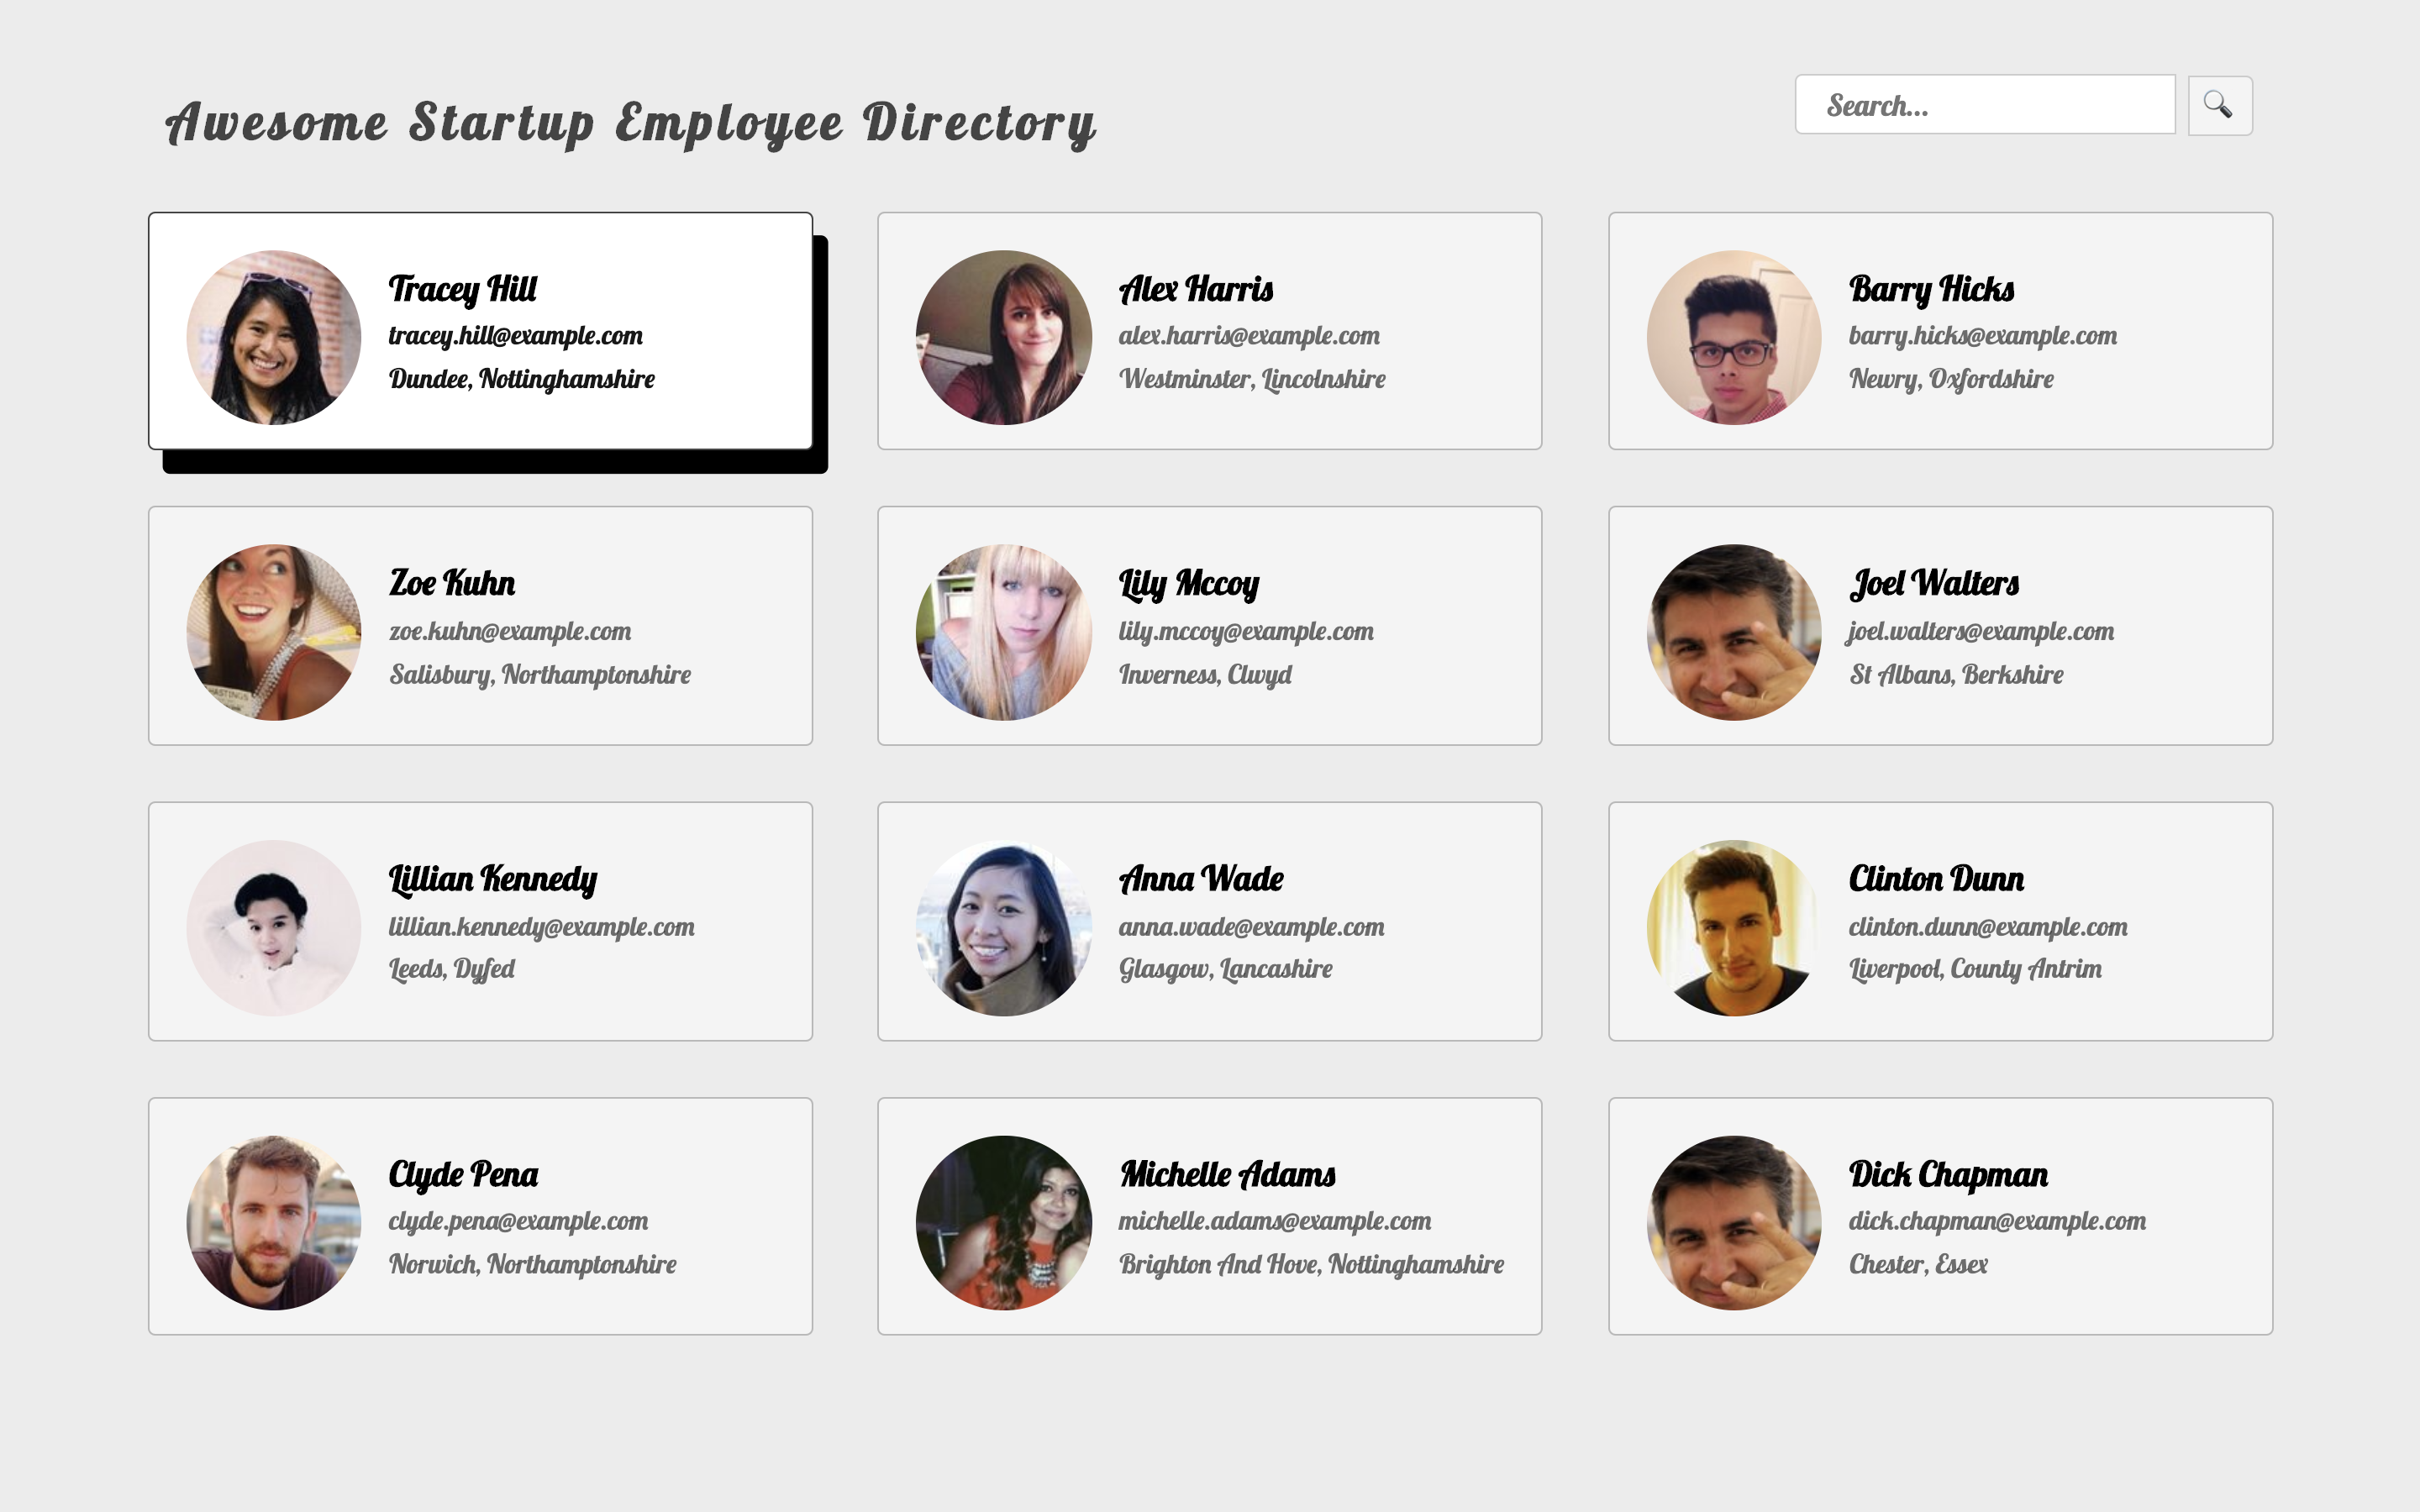 Awesome Startup Employee Directory
Search...
Tracey Hill
tracey.hill@example.com
Dundee, Nottinghamshire
Alex Harris
alex.harris@example.com
Westminster, Lincolnshire
Barry Hicks
barry.hicks@example.com
Newry, Oxfordshire
Zoe Kuhn
zoe.kuhn@example.com
Salisbury, Northamptonshire
Lily Mccoy
lily.mccoy@example.com
Inverness, Clwyd
Joel Walters
joel.walters@example.com
St Albans, Berkshire
Lillian Kennedy
lillian.kennedy@example.com
Leeds, Dyfed
Anna Wade
anna.wade@example.com
Glasgow, Lancashire
Clinton Dunn
clinton.dunn@example.com
Liverpool, County Antrim
Clyde Pena
clyde.pena@example.com
Norwich, Northamptonshire
Michelle Adams
michelle.adams@example.com
Brighton And Hove, Nottinghamshire
Dick Chapman
dick.chapman@example.com
Chester, Essex